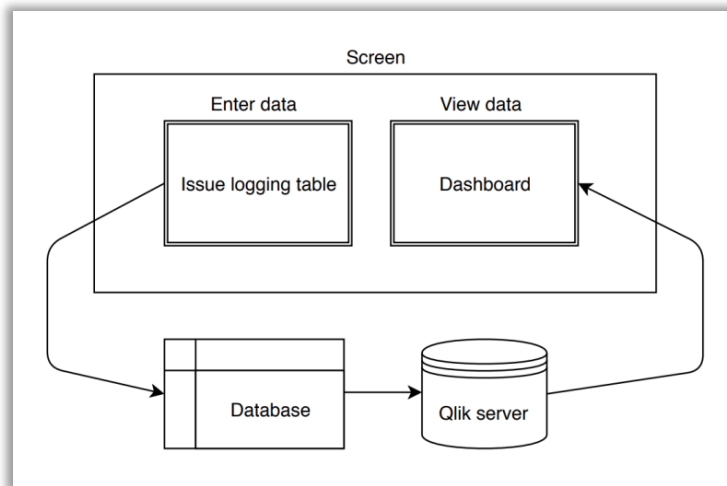 Screen
Enter data
View data
Issue logging table
Dashboard
Database
Qlik server